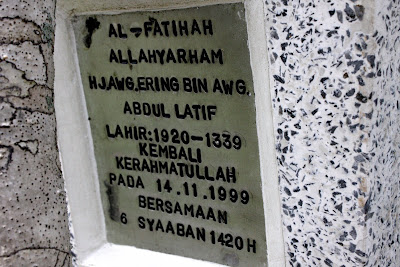 AL-FATIHAH
ALLAHYARHAM
HJ.AWG.ERING BIN AWG.
ABDUL LATIF
LAHIR:1920-1339
KEMBALI
KERAHMATULLAH
PADA 14.11.1999
BERSAMAAN
6 SYAABAN 1420H